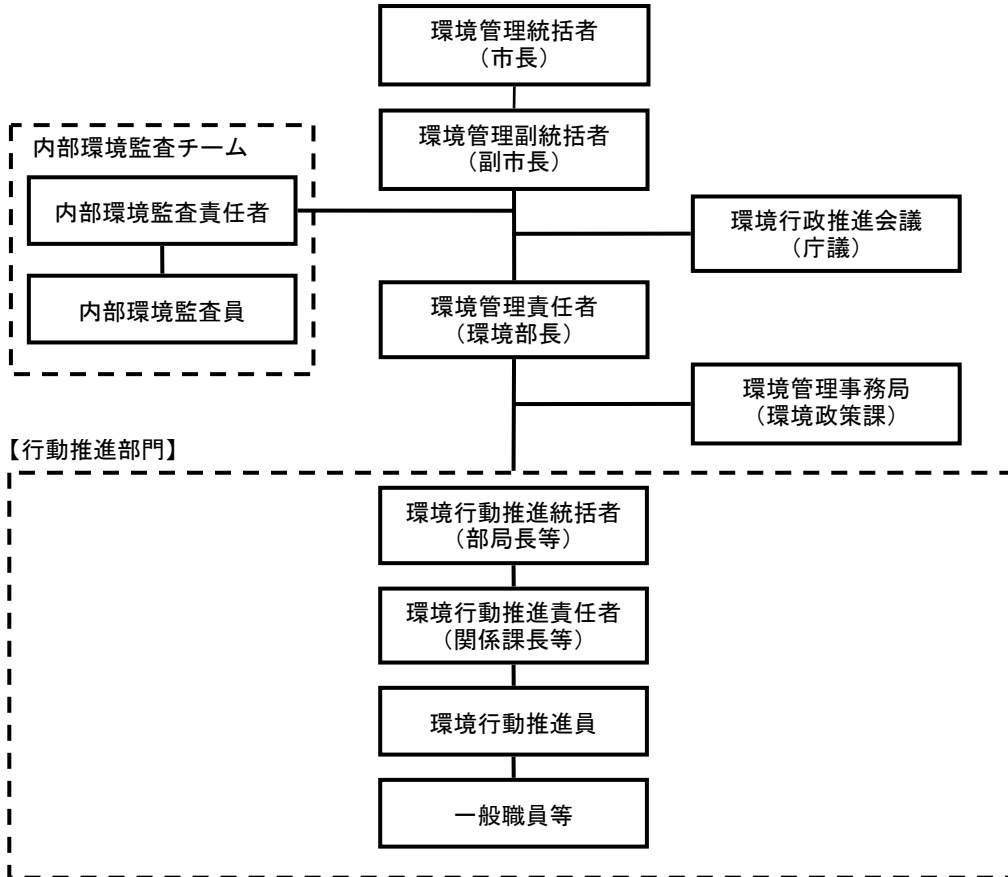 環境管理統括者
（市長）
環境管理副統括者
（副市長）
内部環境監査チーム
内部環境監査責任者
内部環境監査員
環境行政推進会議
（庁議）
環境管理責任者
（環境部長）
環境管理事務局
（環境政策課）
【行動推進部門】
環境行動推進統括者
（部局長等）
環境行動推進責任者
（関係課長等）
環境行動推進員
一般職員等